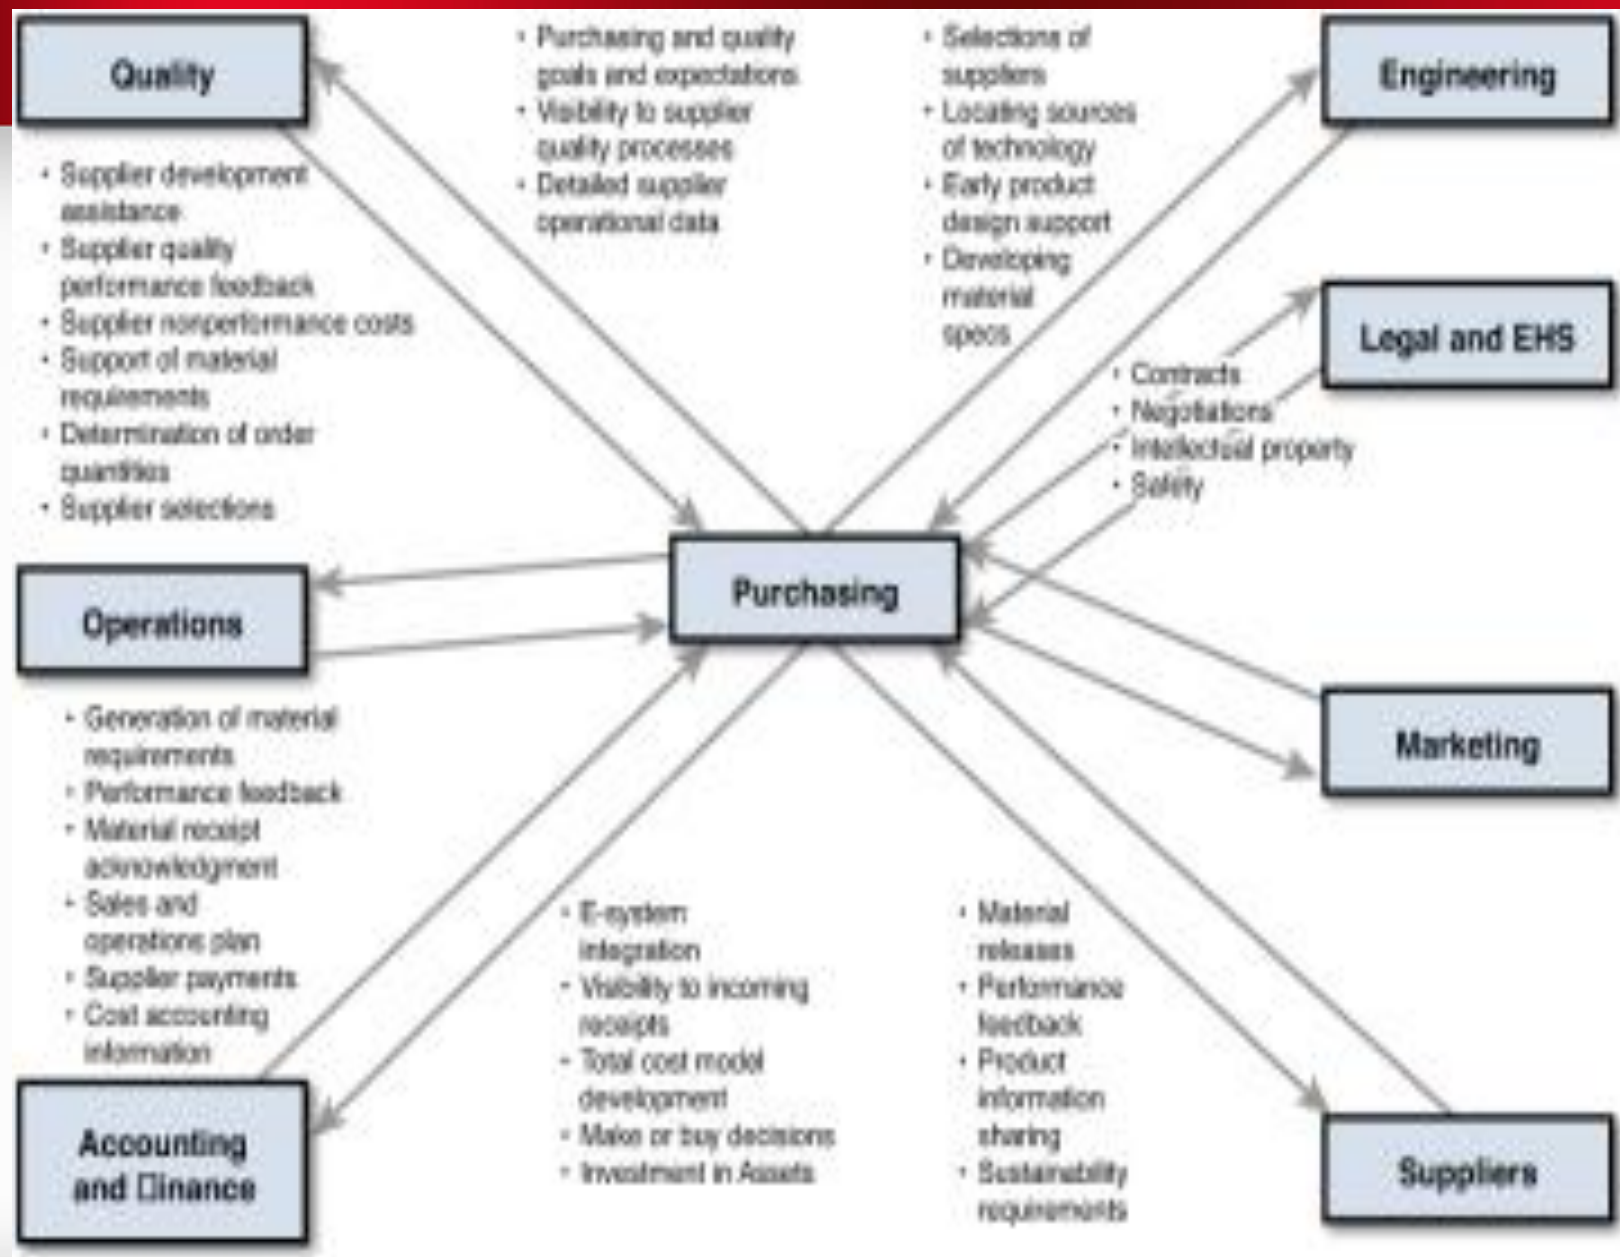 Quality
• Purchasing and quality
goals and expectations
• Visibility to supplier
quality processes
• Detailed supplier
operational data
• Selections of
suppliers
• Locating sources
of technology
• Early product
design support
• Developing
material
specs
Engineering
• Supplier development
assistance
• Supplier quality
performance feedback
• Supplier nonperformance costs
• Support of material
requirements
• Determination of order
quantities
• Supplier selections
Legal and EHS
• Contracts
• Negotiations
• Intellectual property
• Safety
Operations
Purchasing
Marketing
• Generation of material
requirements
• Performance feedback
• Material receipt
acknowledgment
• Sales and
operations plan
• Supplier payments
• Cost accounting
information
Accounting
and □inance
• E-system
integration
• Visibility to incoming
receipts
• Total cost model
development
• Make or buy decisions
• Investment in Assets
• Material
releases
• Performance
feedback
• Product
information
sharing
• Sustainability
requirements
Suppliers